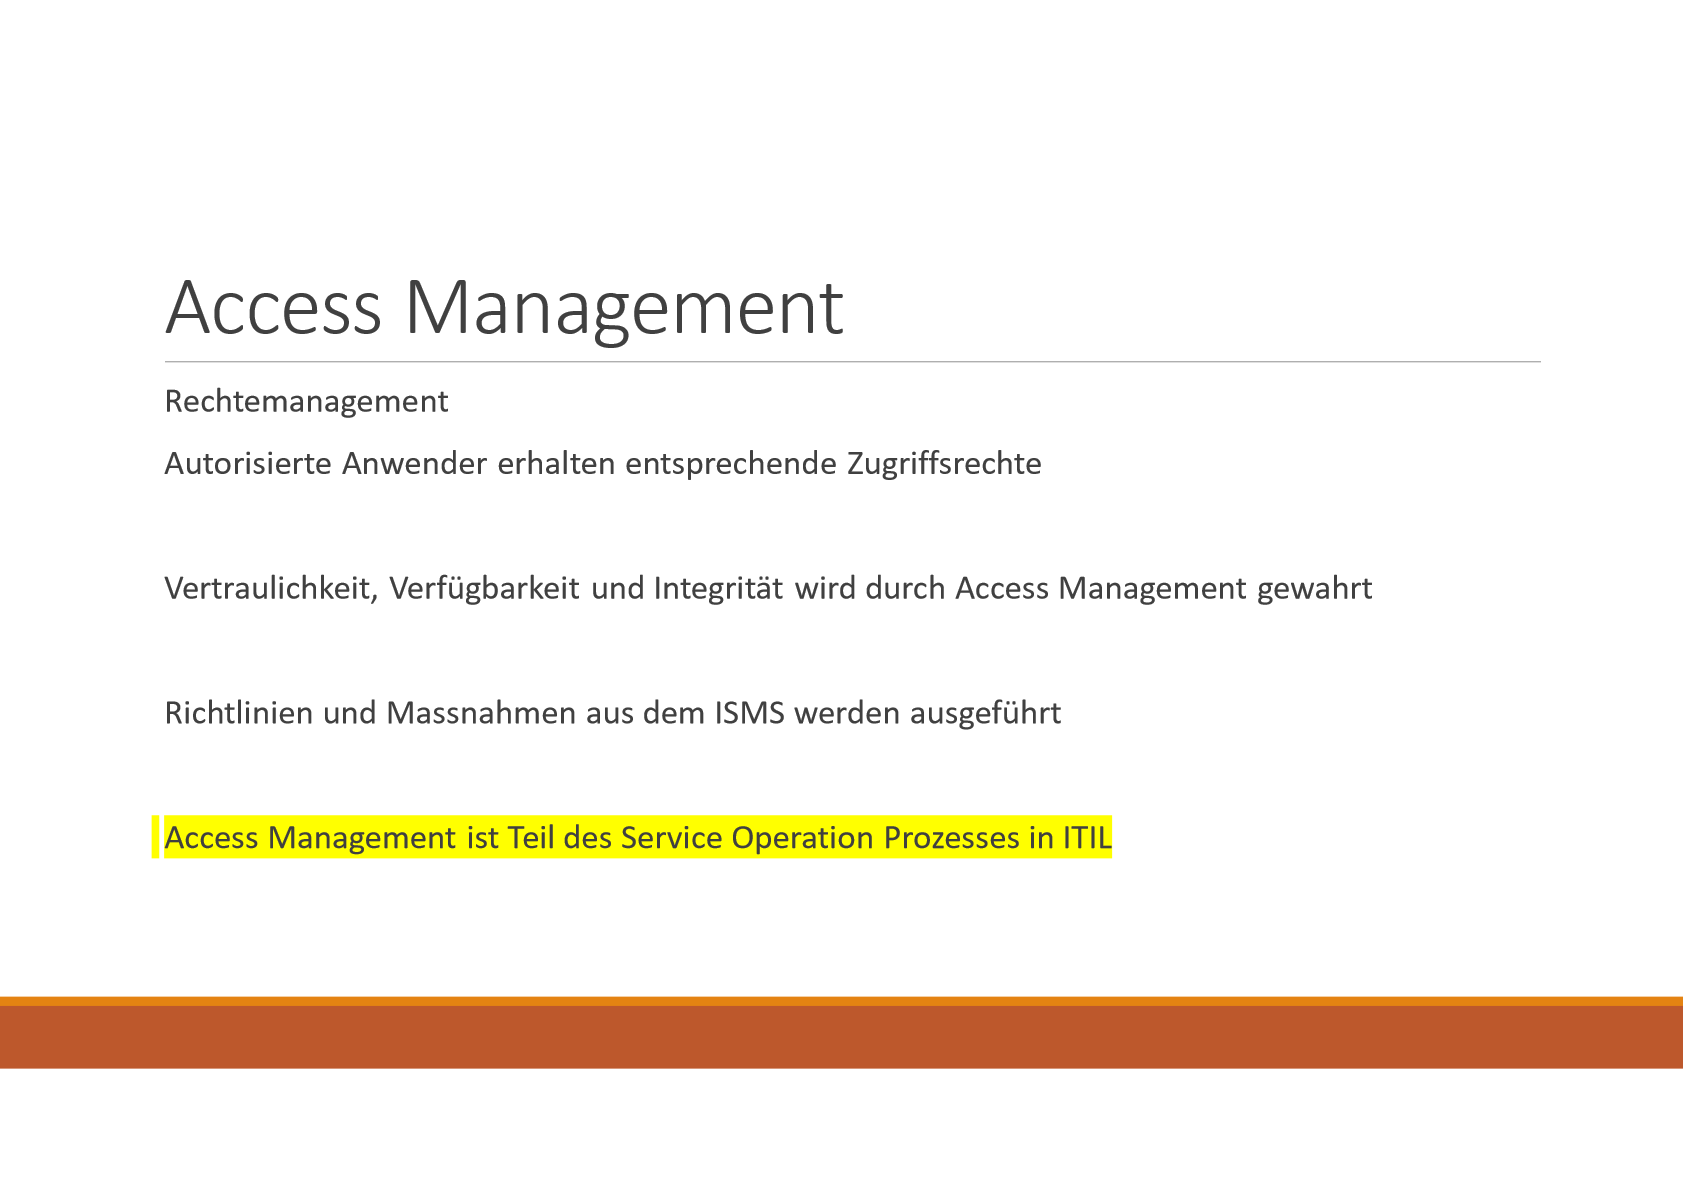 Access Management
Rechtemanagement
Autorisierte Anwender erhalten entsprechende Zugriffsrechte
Vertraulichkeit, Verfügbarkeit und Integrität wird durch Access Management gewahrt
Richtlinien und Massnahmen aus dem ISMS werden ausgeführt
Access Management ist Teil des Service Operation Prozesses in ITIL